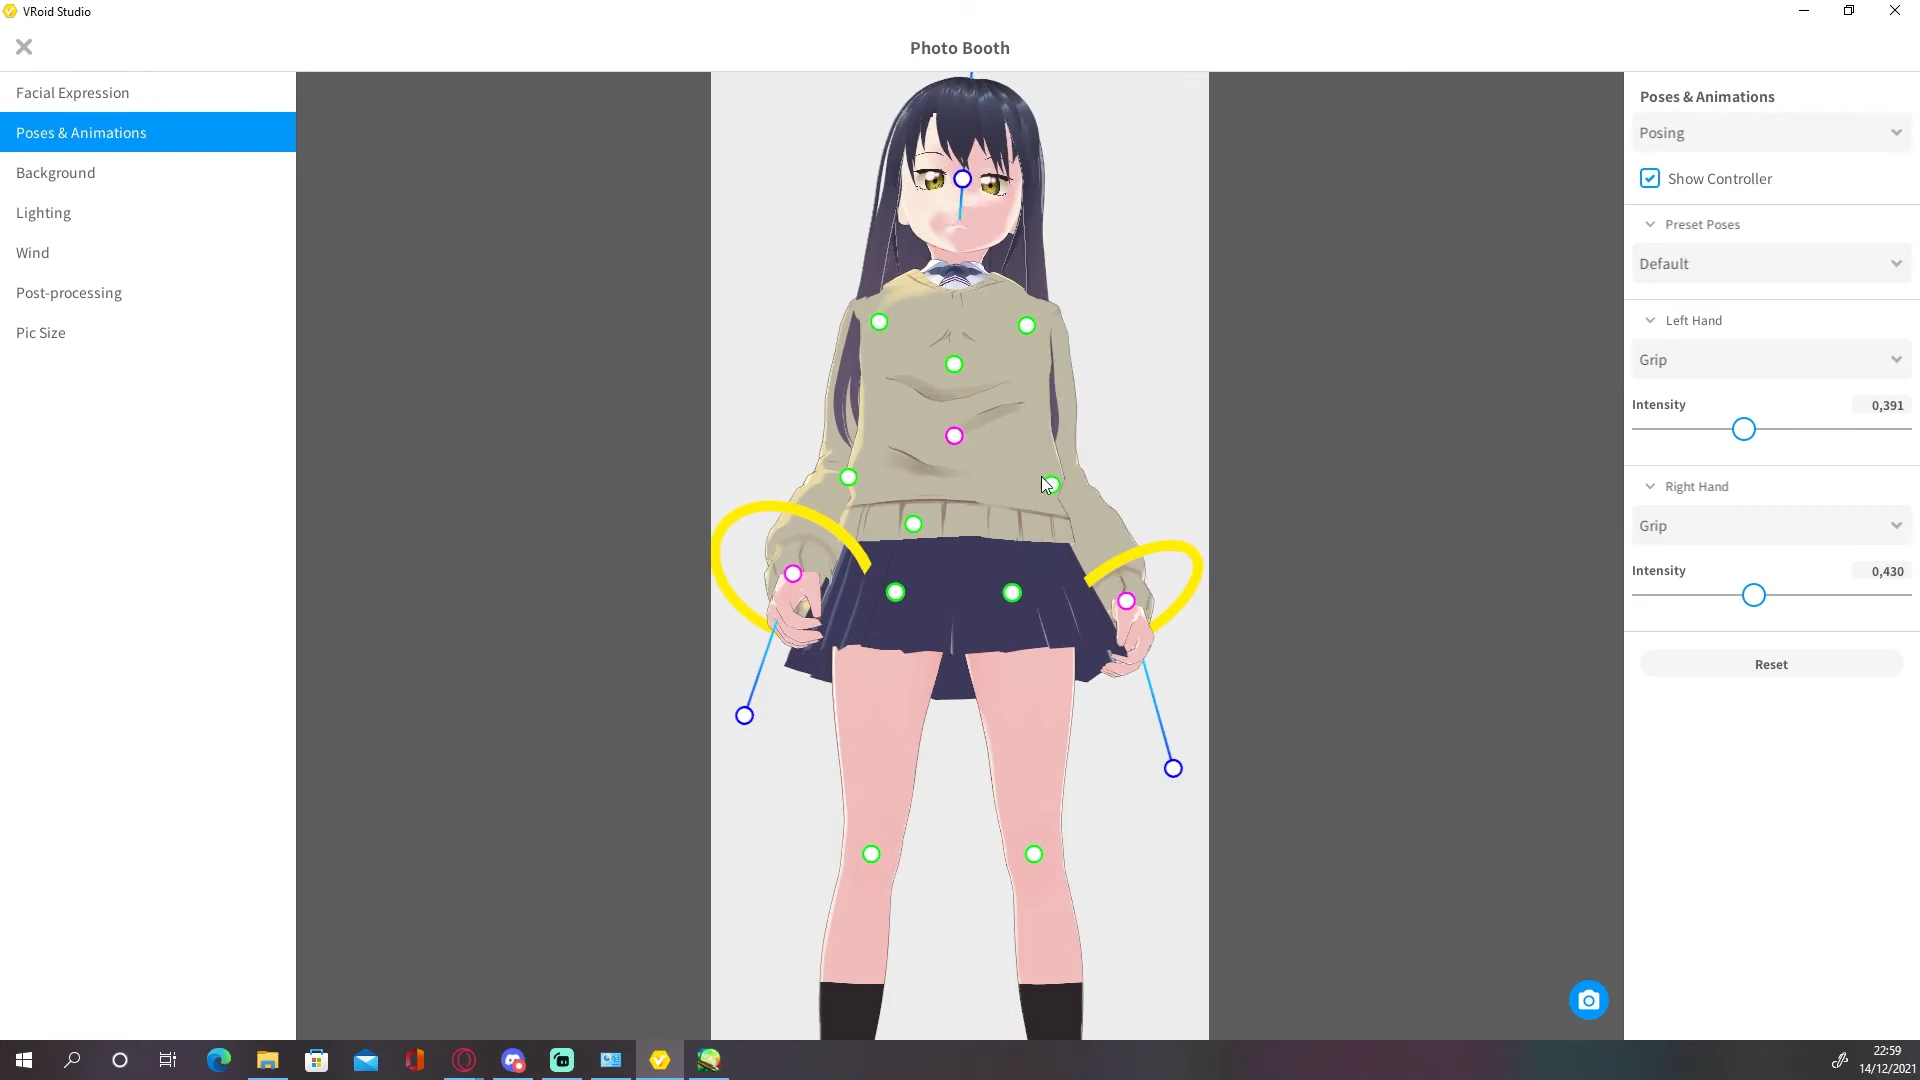 VRoid Studio
Photo Booth
Facial Expression
Poses & Animations
Background
Lighting
Wind
Post-processing
Pic Size
Poses & Animations
Posing
Show Controller
Preset Poses
Default
Left Hand
Grip
Intensity 0,391
Right Hand
Grip
Intensity 0,430
Reset
22:59
14/12/2021